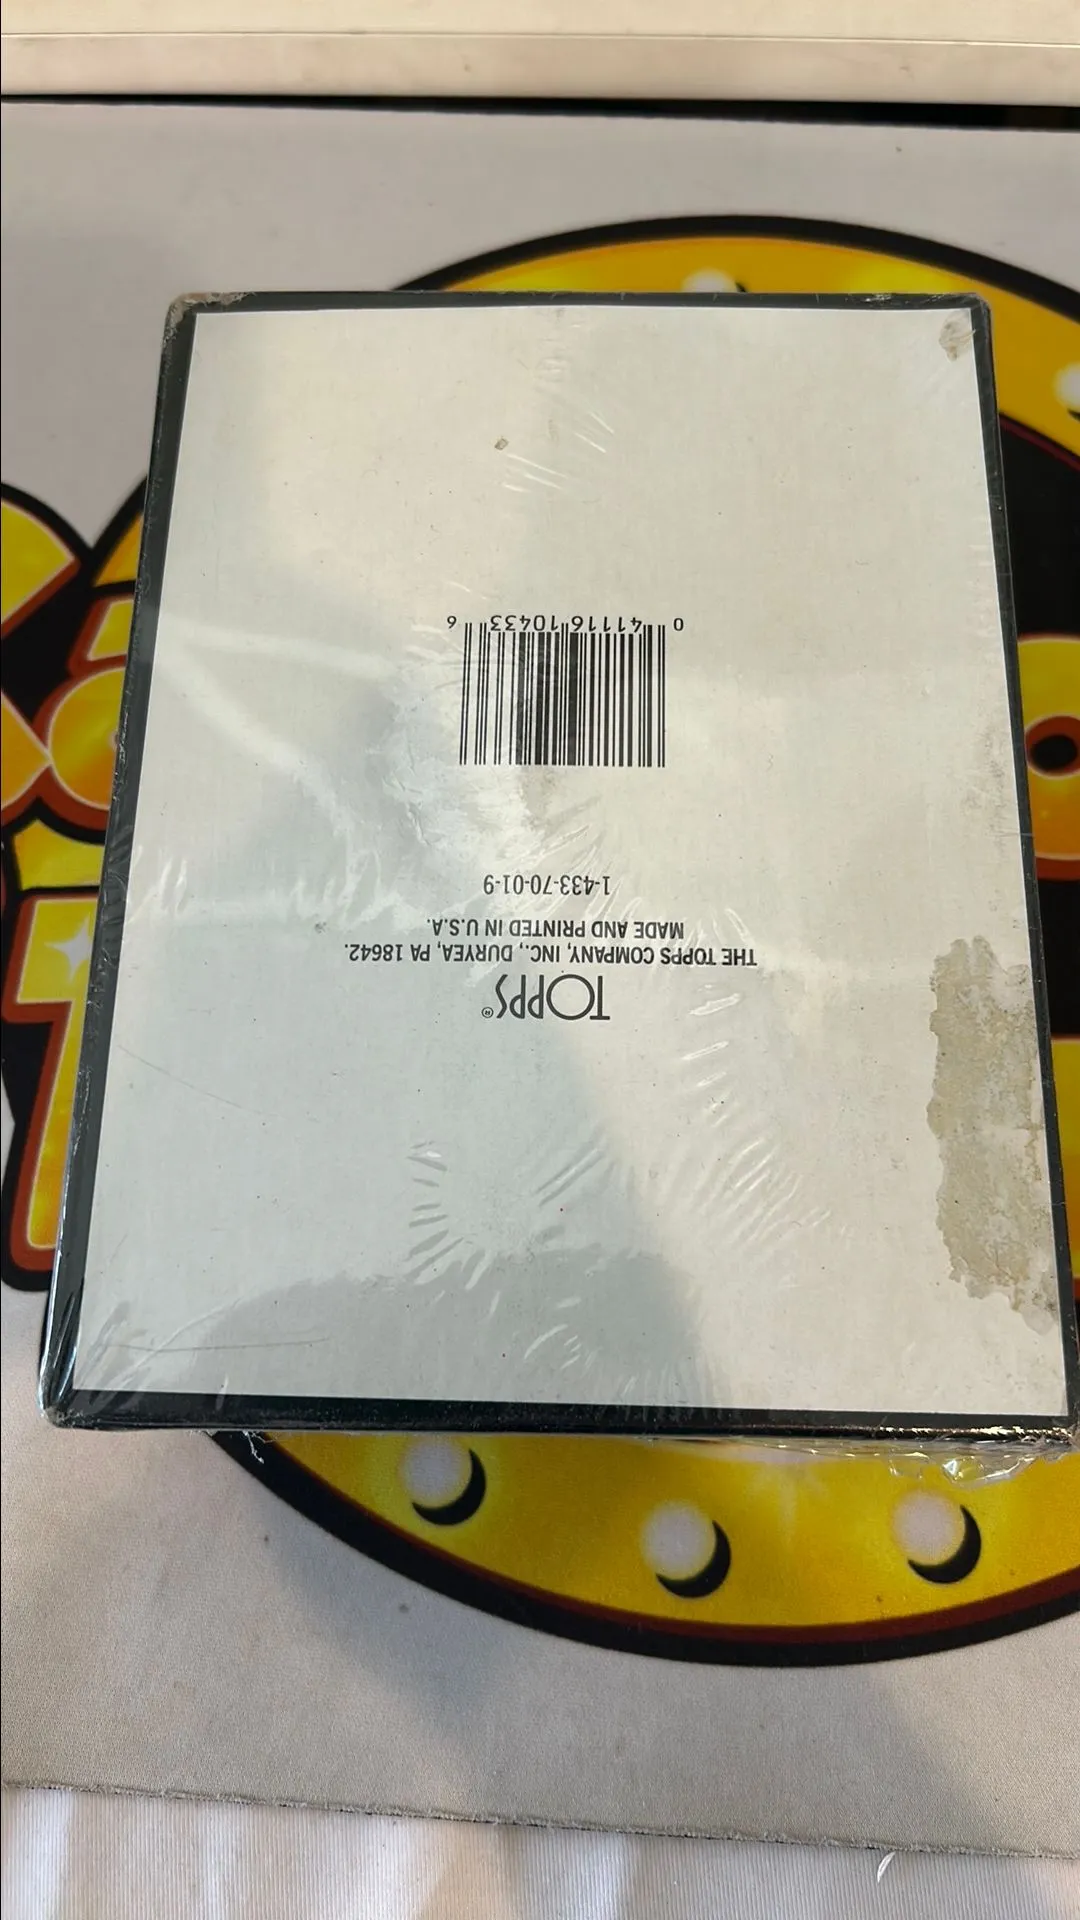 TOPPS®
THE TOPPS COMPANY, INC., DURYEA, PA 18642.
MADE AND PRINTED IN U.S.A.
1-433-70-01-9
0 41116 10433 6